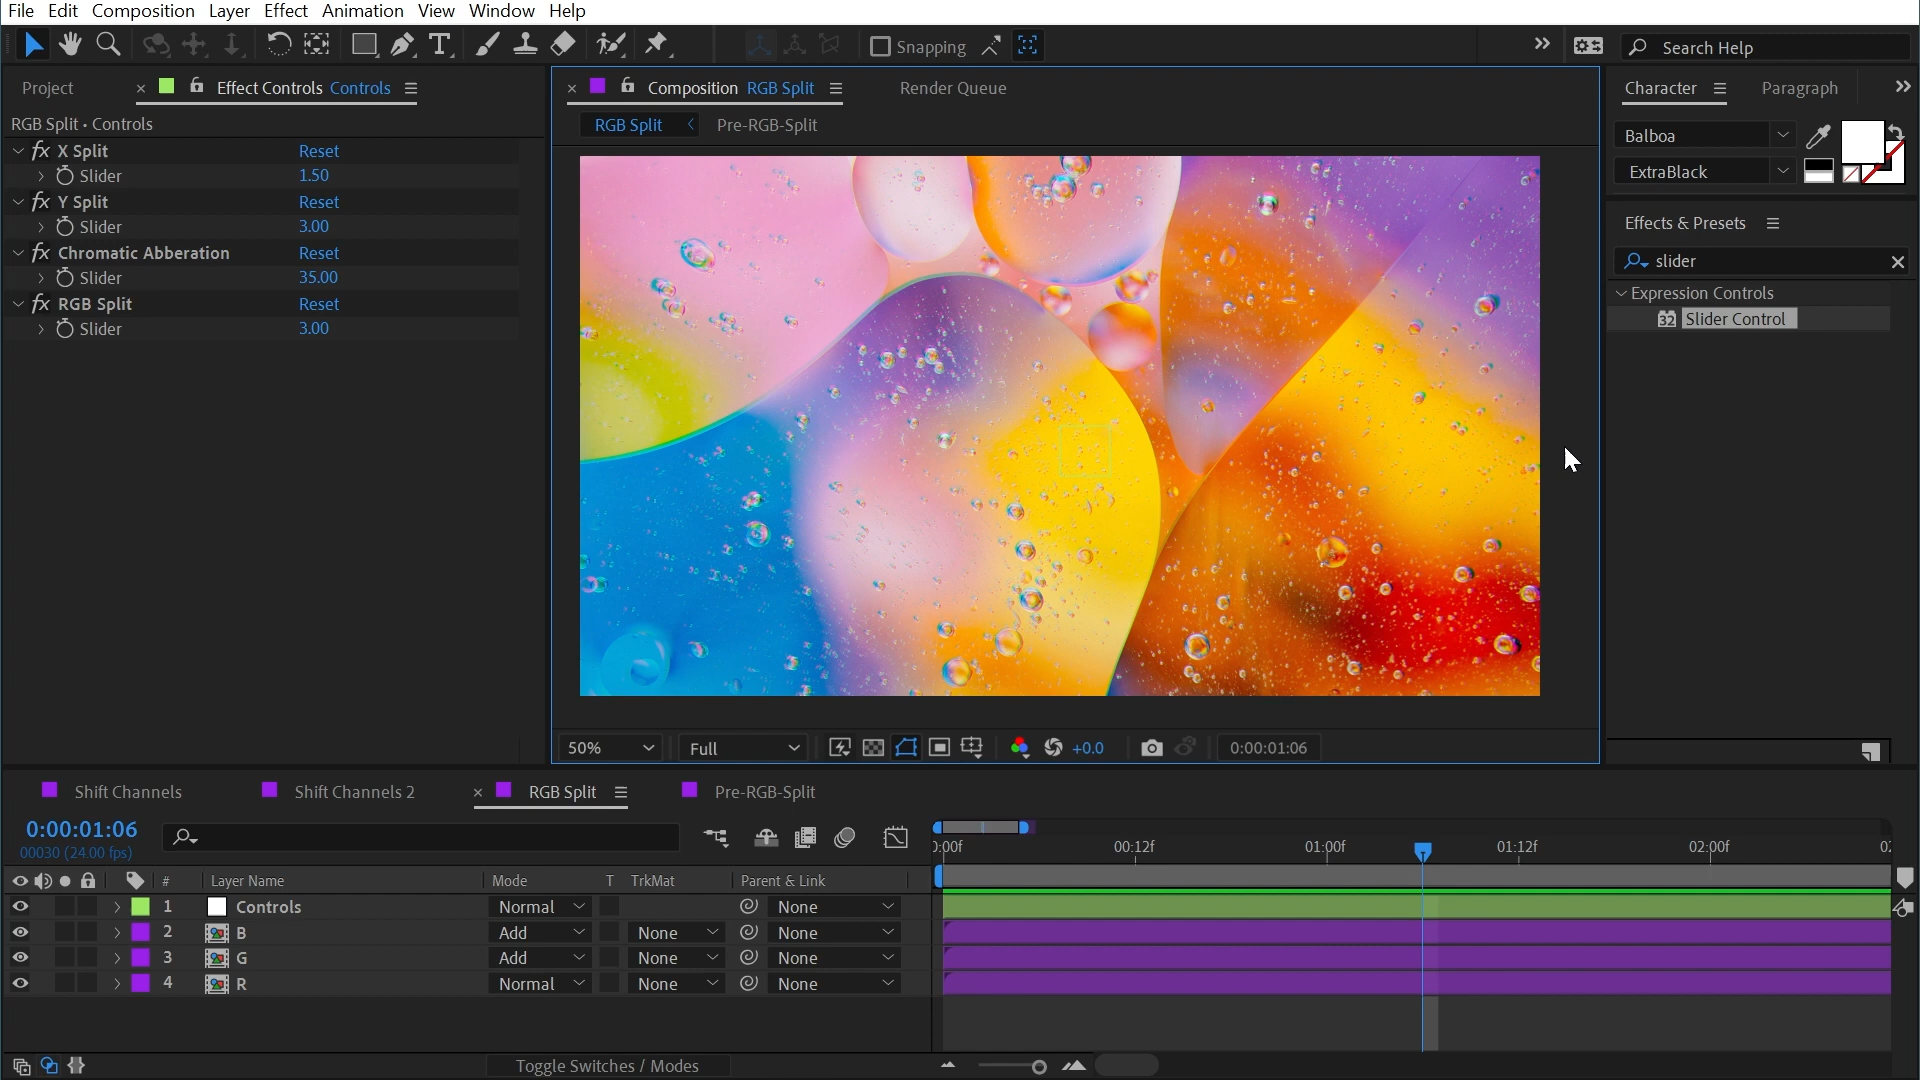 File Edit Composition Layer Effect Animation View Window Help
Snapping
Search Help
Project
Effect Controls Controls
Composition RGB Split
Render Queue
Character
Paragraph
RGB Split • Controls
RGB Split
Pre-RGB-Split
fx X Split Reset
Slider 1.50
fx Y Split Reset
Slider 3.00
fx Chromatic Abberation Reset
Slider 35.00
fx RGB Split Reset
Slider 3.00
Balboa
ExtraBlack
Effects & Presets
slider
Expression Controls
32 Slider Control
50%
Full
+0.0
0:00:01:06
Shift Channels
Shift Channels 2
RGB Split
Pre-RGB-Split
0:00:01:06
00030 (24.00 fps)
:00f 00:12f 01:00f 01:12f 02:00f 02
# Layer Name Mode T TrkMat Parent & Link
1 Controls Normal None
2 B Add None None
3 G Add None None
4 R Normal None None
Toggle Switches / Modes